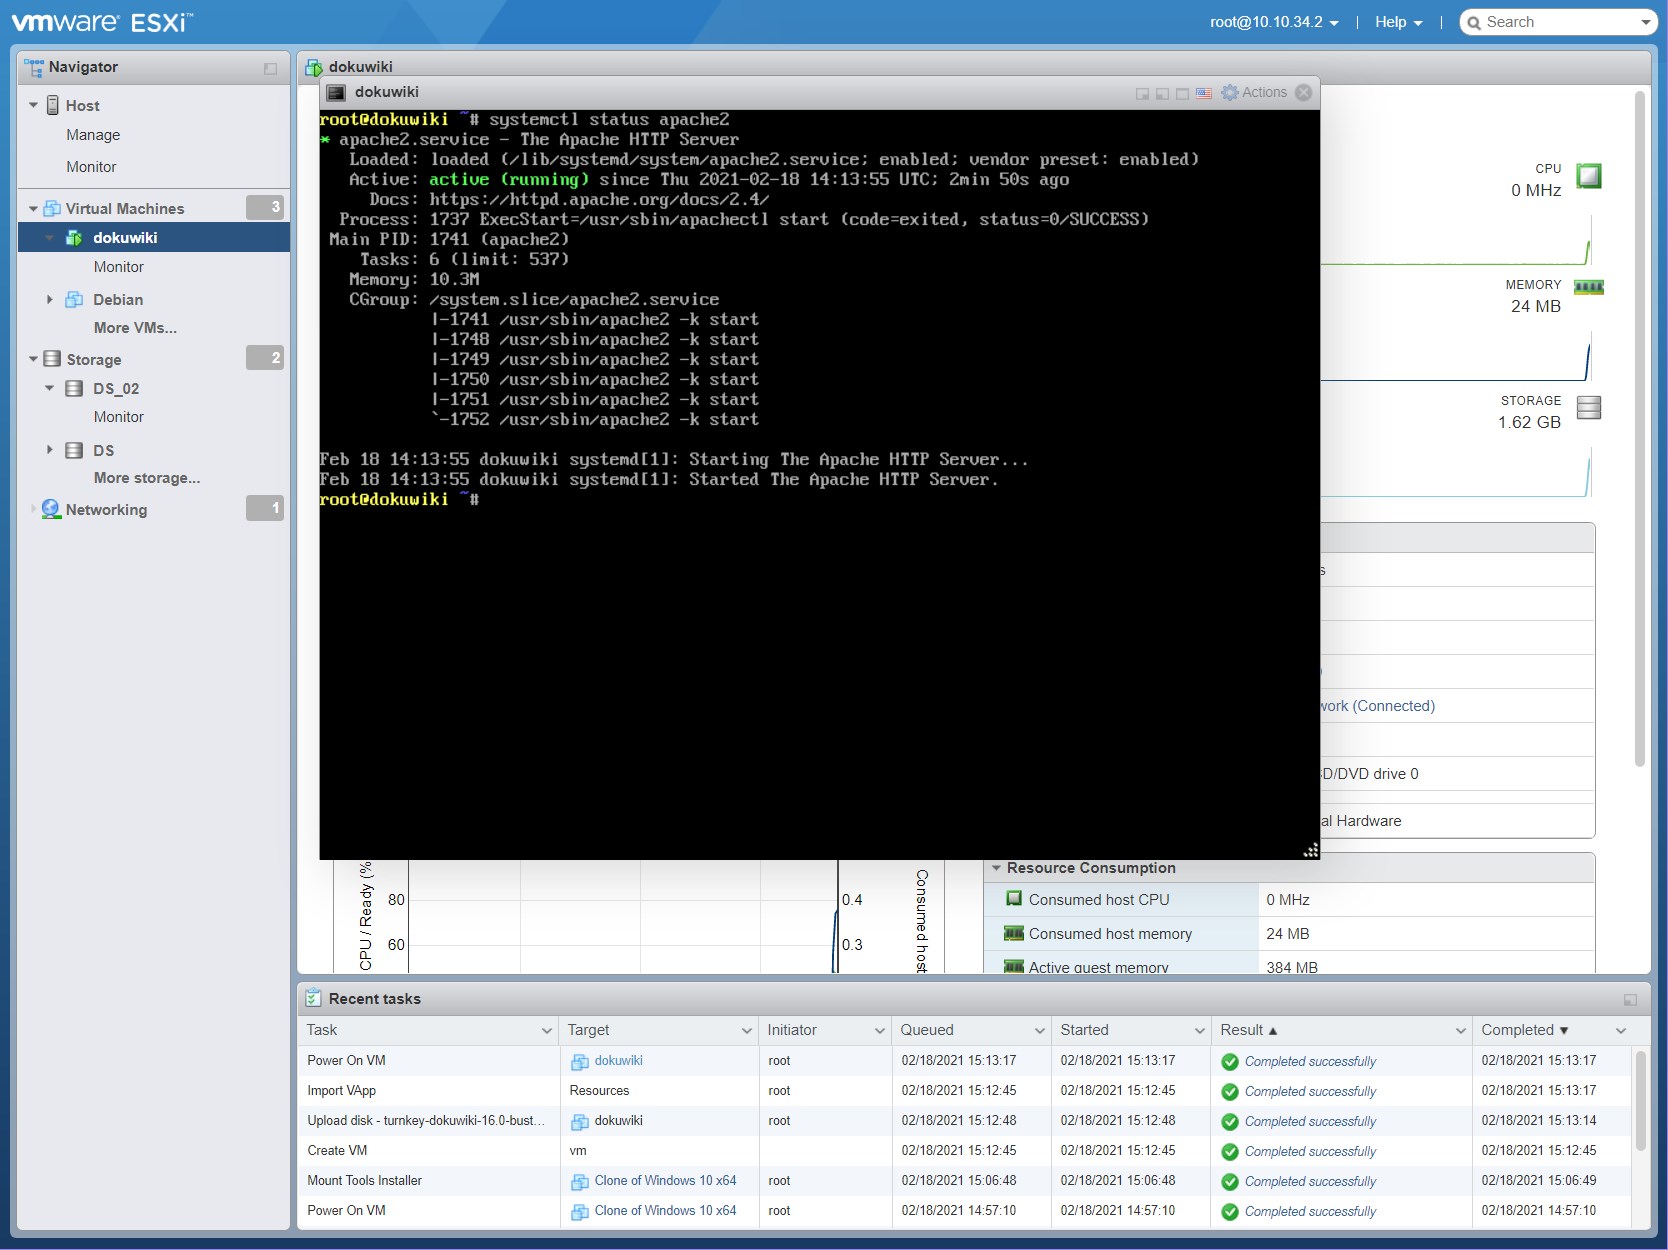 vmware® ESXi™
root@10.10.34.2
Help
Search
Navigator
Host
Manage
Monitor
Virtual Machines
3
dokuwiki
Monitor
Debian
More VMs...
Storage
2
DS_02
Monitor
DS
More storage...
Networking
1
dokuwiki
dokuwiki
Actions
root@dokuwiki ~# systemctl status apache2
* apache2.service - The Apache HTTP Server
Loaded: loaded (/lib/systemd/system/apache2.service; enabled; vendor preset: enabled)
Active: active (running) since Thu 2021-02-18 14:13:55 UTC; 2min 50s ago
Docs: https://httpd.apache.org/docs/2.4/
Process: 1737 ExecStart=/usr/sbin/apachectl start (code=exited, status=0/SUCCESS)
Main PID: 1741 (apache2)
Tasks: 6 (limit: 537)
Memory: 10.3M
CGroup: /system.slice/apache2.service
|-1741 /usr/sbin/apache2 -k start
|-1748 /usr/sbin/apache2 -k start
|-1749 /usr/sbin/apache2 -k start
|-1750 /usr/sbin/apache2 -k start
|-1751 /usr/sbin/apache2 -k start
`-1752 /usr/sbin/apache2 -k start
Feb 18 14:13:55 dokuwiki systemd[1]: Starting The Apache HTTP Server...
Feb 18 14:13:55 dokuwiki systemd[1]: Started The Apache HTTP Server.
root@dokuwiki ~#
CPU
0 MHz
MEMORY
24 MB
STORAGE
1.62 GB
(Connected)
drive 0
Hardware
CPU / Ready (%
80
60
0.4
0.3
Consumed host
Resource Consumption
Consumed host CPU 0 MHz
Consumed host memory 24 MB
Active guest memory 384 MB
Recent tasks
Task Target Initiator Queued Started Result ▲ Completed ▼
Power On VM dokuwiki root 02/18/2021 15:13:17 02/18/2021 15:13:17 Completed successfully 02/18/2021 15:13:17
Import VApp Resources root 02/18/2021 15:12:45 02/18/2021 15:12:45 Completed successfully 02/18/2021 15:13:17
Upload disk - turnkey-dokuwiki-16.0-bust... dokuwiki root 02/18/2021 15:12:48 02/18/2021 15:12:48 Completed successfully 02/18/2021 15:13:14
Create VM vm 02/18/2021 15:12:45 02/18/2021 15:12:45 Completed successfully 02/18/2021 15:12:45
Mount Tools Installer Clone of Windows 10 x64 root 02/18/2021 15:06:48 02/18/2021 15:06:48 Completed successfully 02/18/2021 15:06:49
Power On VM Clone of Windows 10 x64 root 02/18/2021 14:57:10 02/18/2021 14:57:10 Completed successfully 02/18/2021 14:57:10